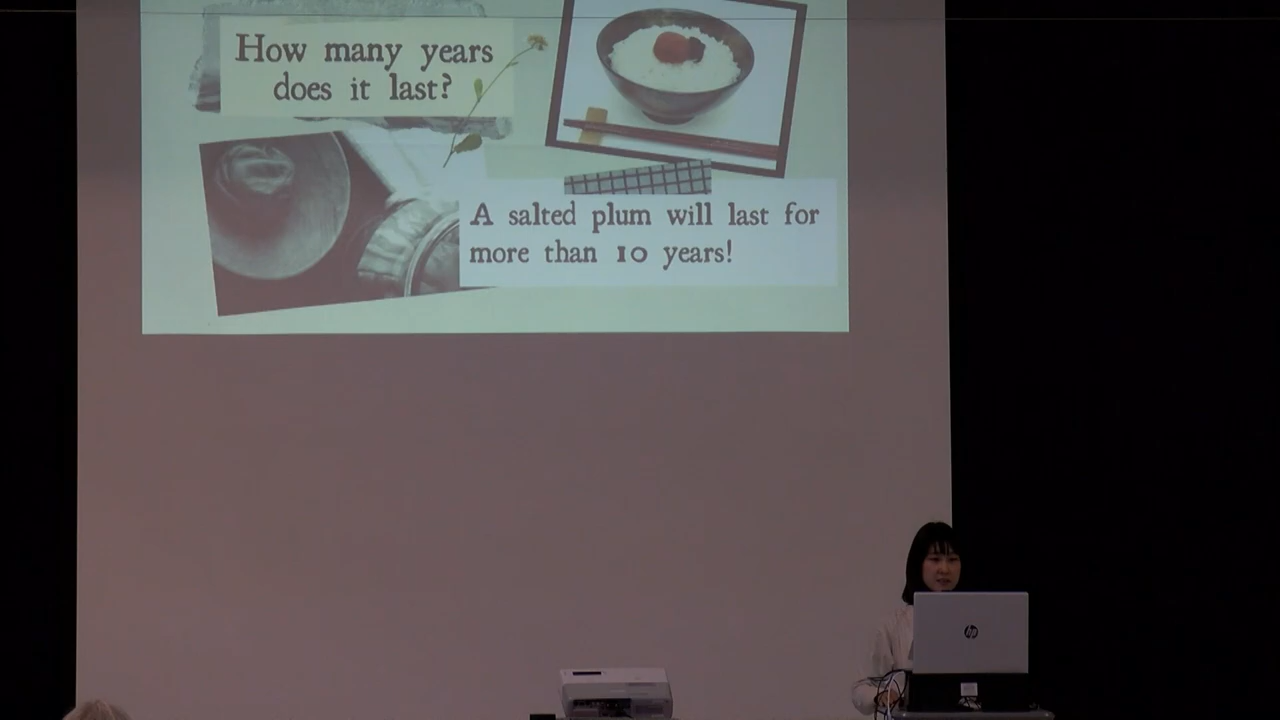 How many years
does it last?
A salted plum will last for
more than 10 years!
hp